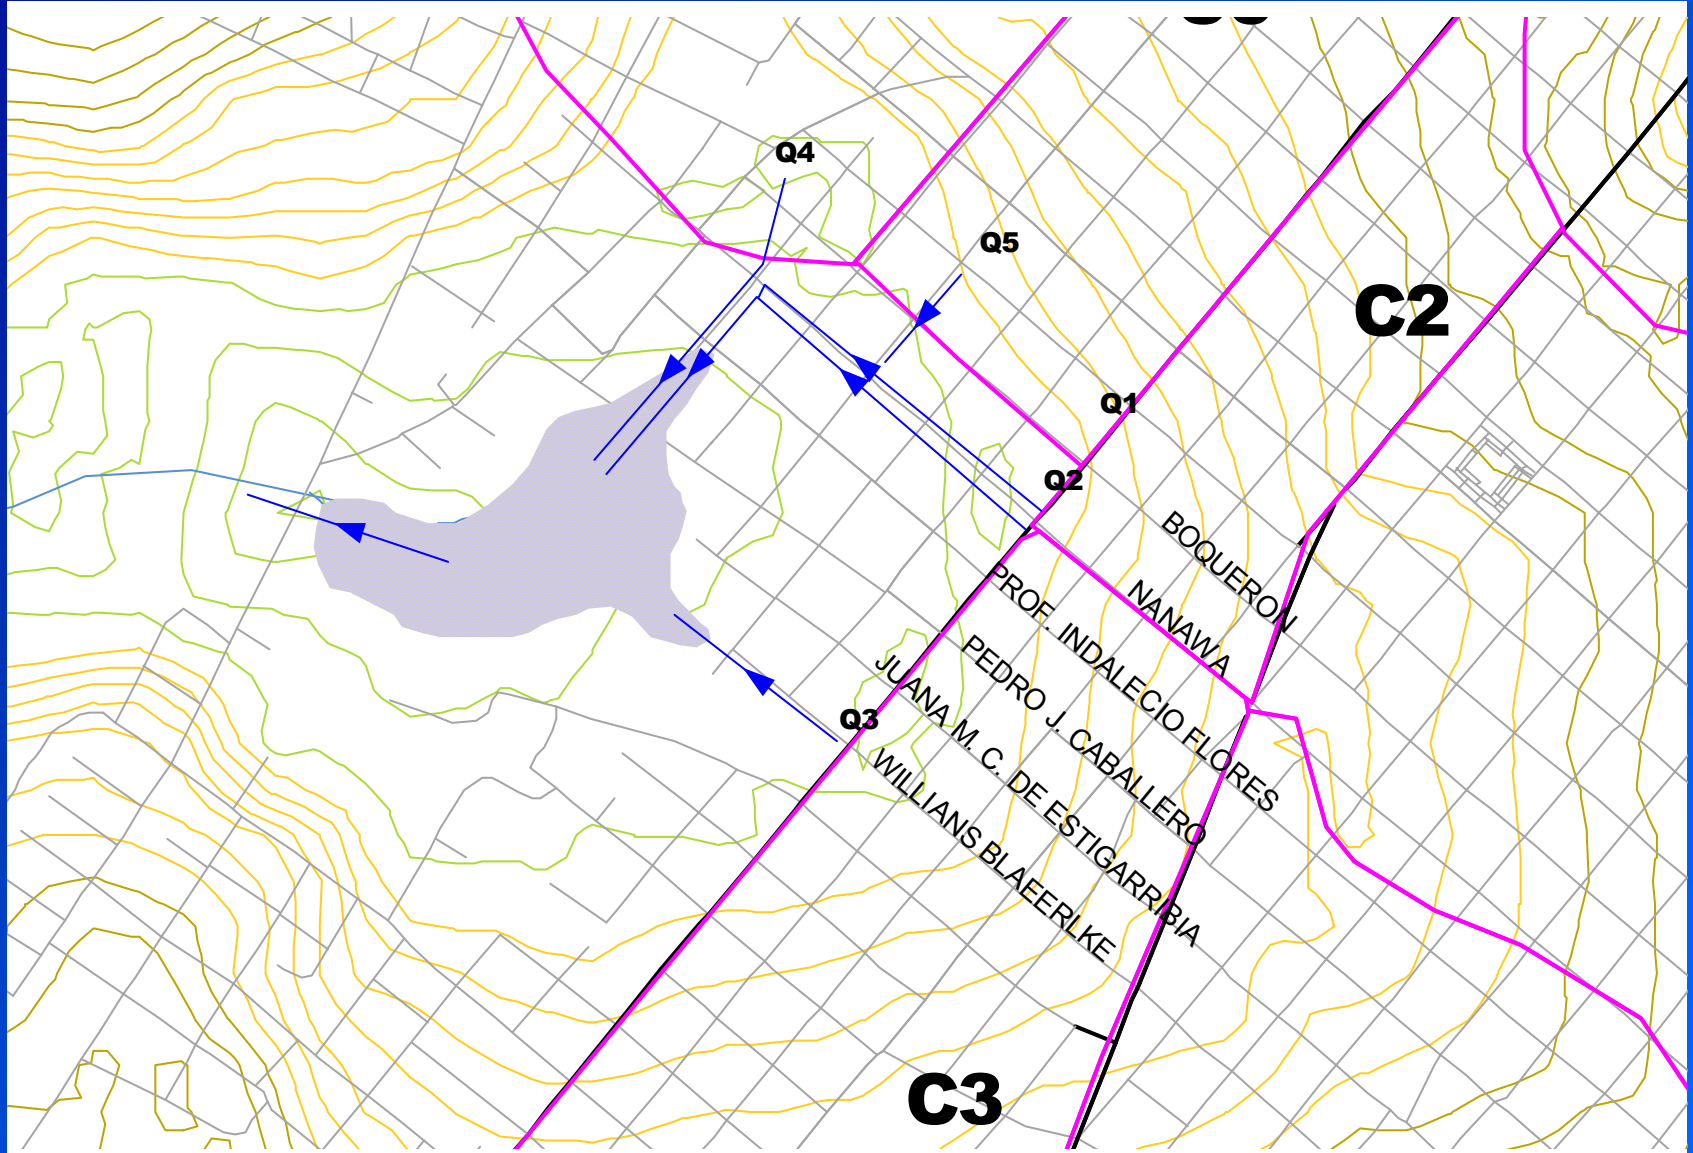 Q4
Q5
C2
Q1
Q2
BOQUERON
NANAWA
PROF. INDALECIO FLORES
PEDRO J. CABALLERO
JUANA M. C. DE ESTIGARRIBIA
Q3
WILLIANS BLAEERLKE
C3